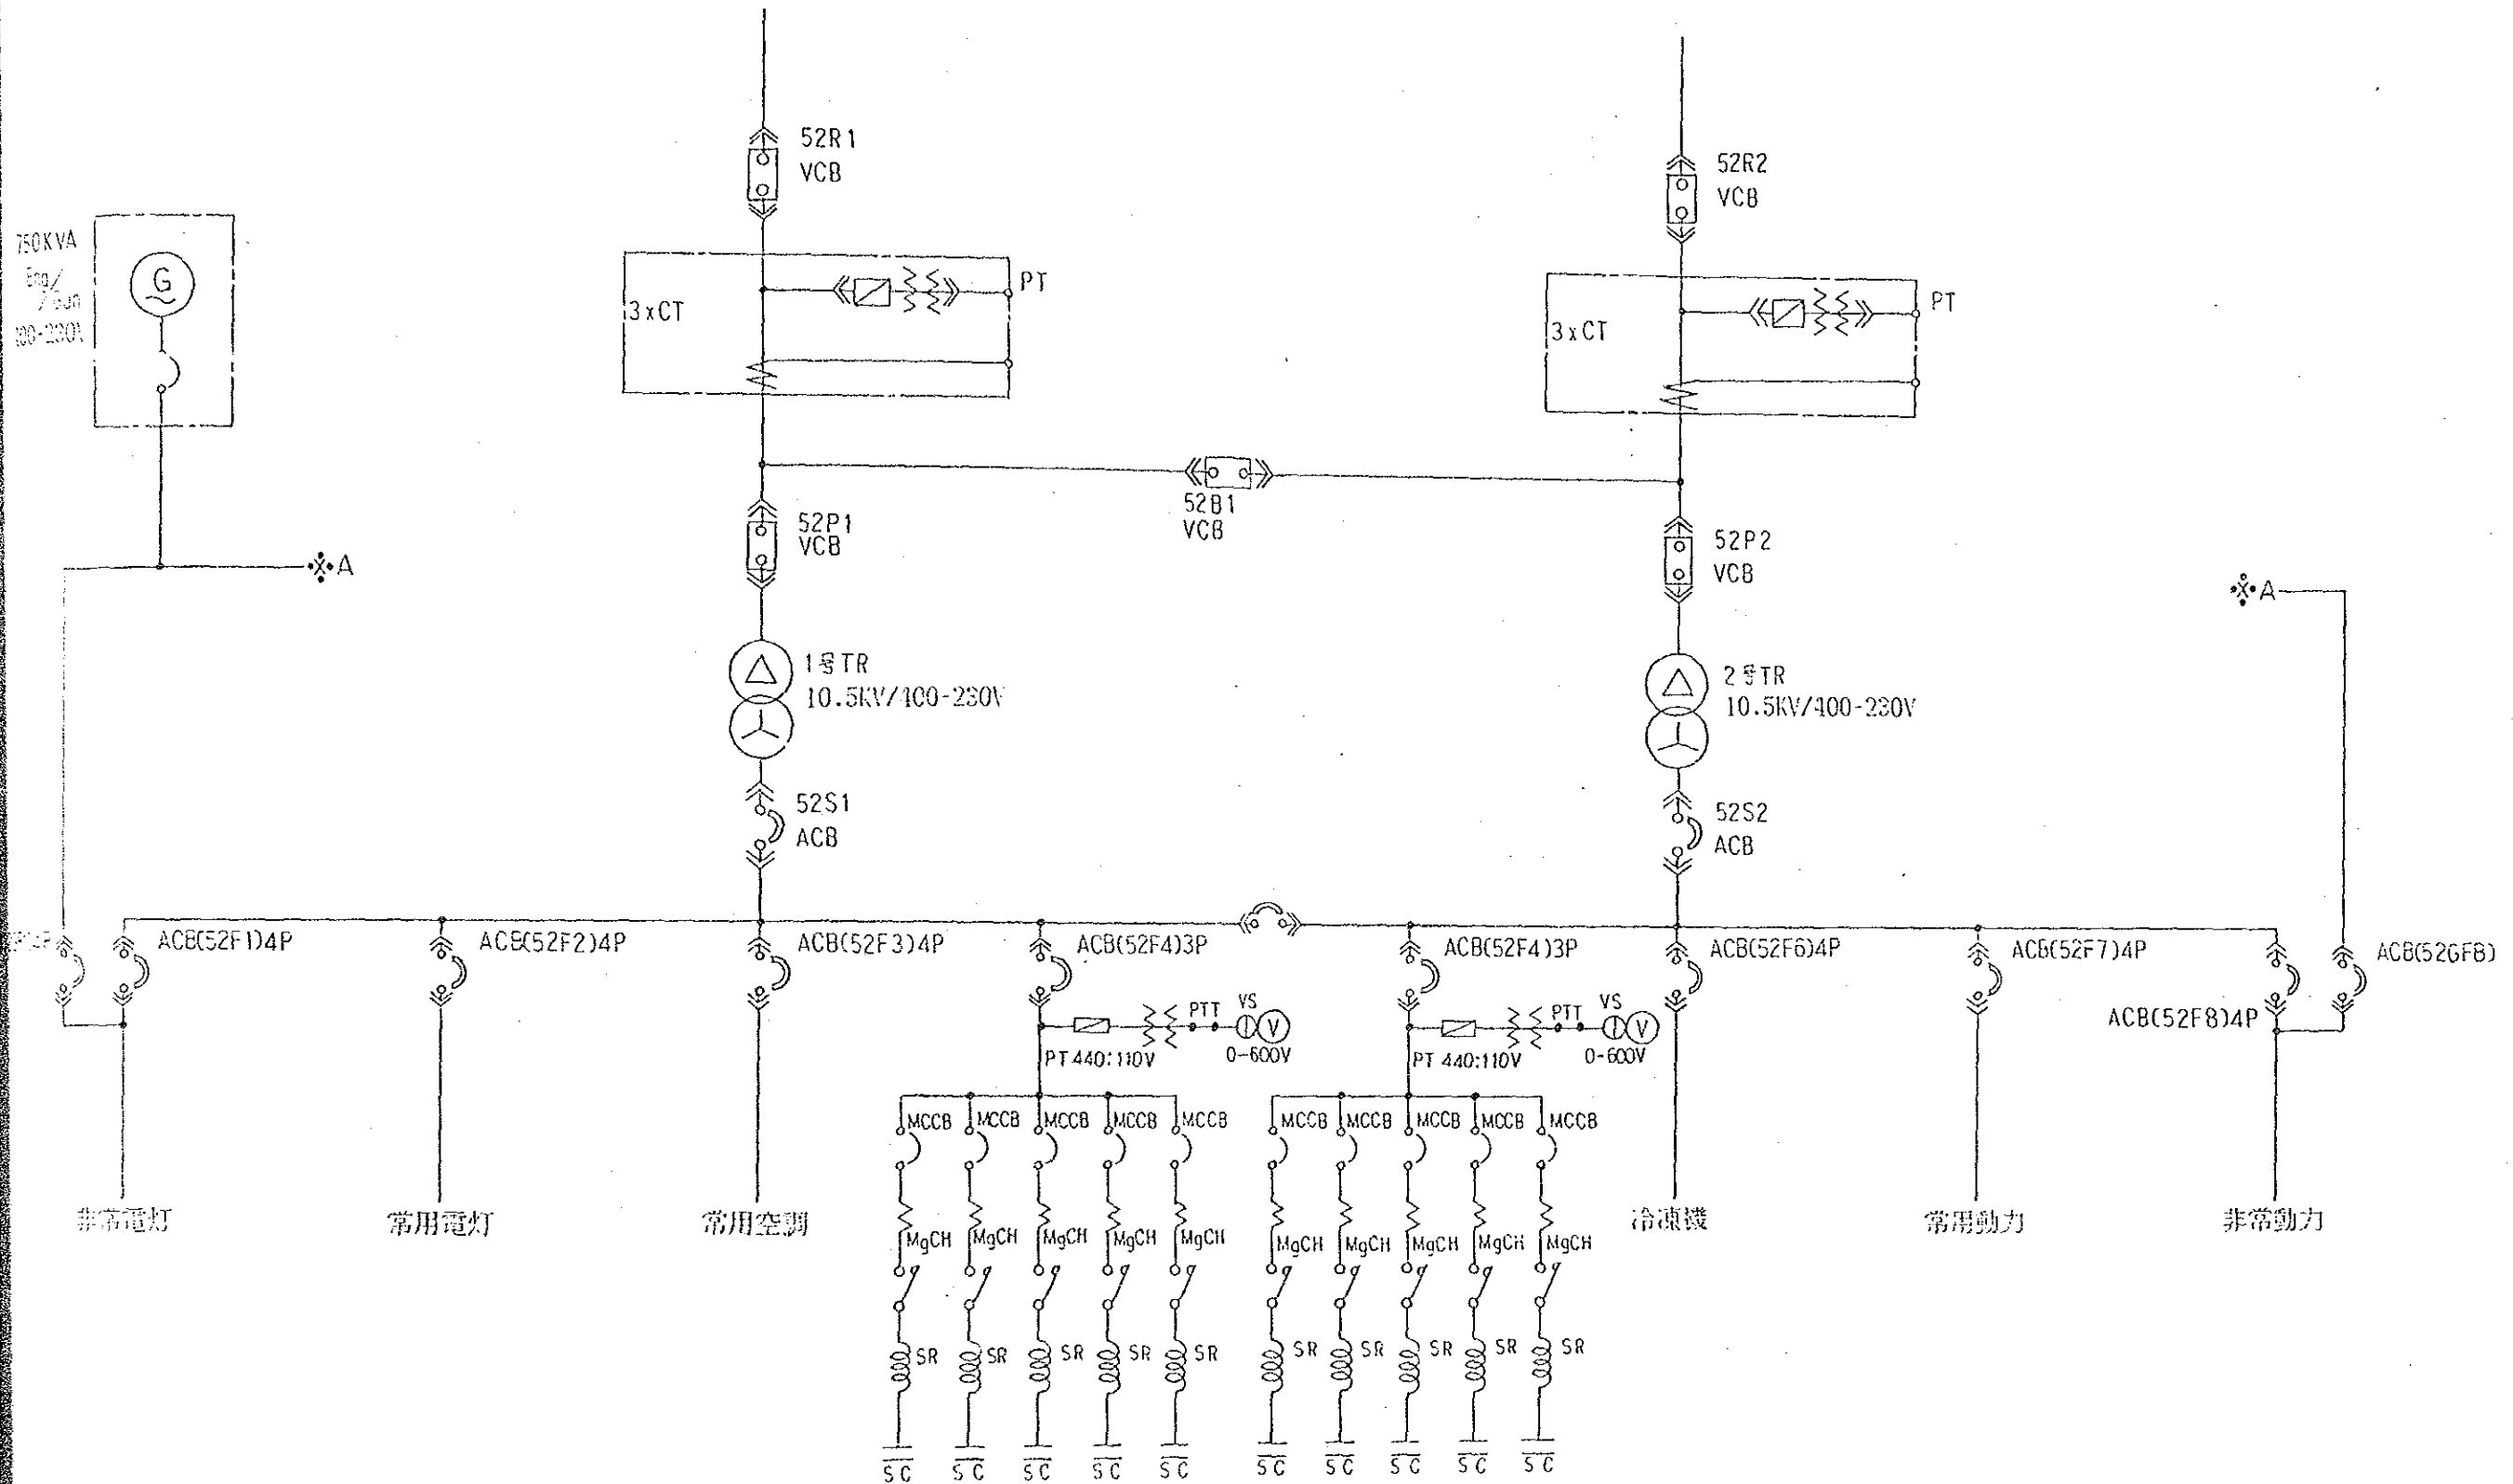 52R1
VCB
52R2
VCB
750KVA
G
3xCT
PT
3xCT
PT
52B1
VCB
52P1
VCB
52P2
VCB
※A
※A
1号TR
10.5KV/400-230V
2号TR
10.5KV/400-230V
52S1
ACB
52S2
ACB
ACB(52F1)4P
ACB(52F2)4P
ACB(52F3)4P
ACB(52F4)3P
ACB(52F4)3P
ACB(52F6)4P
ACB(52F7)4P
ACB(52GF8)
ACB(52F8)4P
PTT
VS
V
PT 440:110V
0-600V
PTT
VS
V
PT 440:110V
0-600V
MCCB MCCB MCCB MCCB MCCB
MCCB MCCB MCCB MCCB MCCB
非常電灯
常用電灯
常用空調
冷凍機
常用動力
非常動力
MgCH MgCH MgCH MgCH MgCH
MgCH MgCH MgCH MgCH MgCH
SR SR SR SR SR
SR SR SR SR SR
SC SC SC SC SC
SC SC SC SC SC